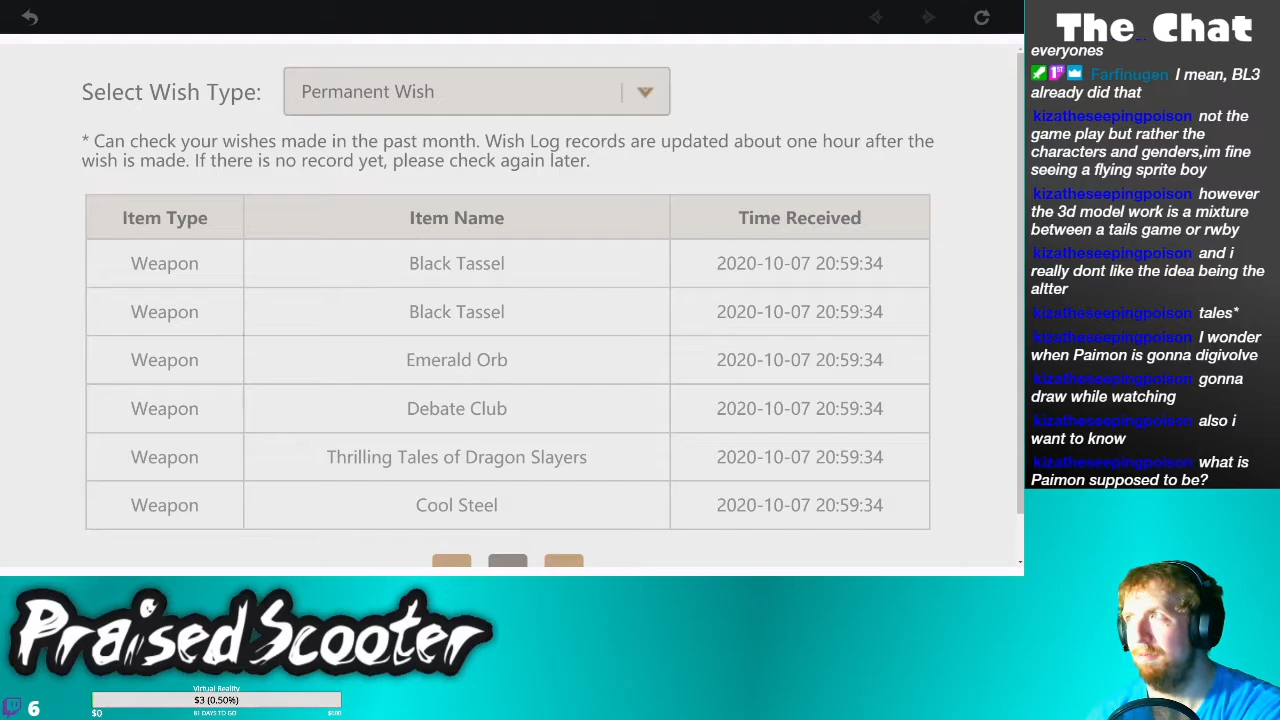 Select Wish Type: Permanent Wish
* Can check your wishes made in the past month. Wish Log records are updated about one hour after the
wish is made. If there is no record yet, please check again later.
Item Type Item Name Time Received
Weapon Black Tassel 2020-10-07 20:59:34
Weapon Black Tassel 2020-10-07 20:59:34
Weapon Emerald Orb 2020-10-07 20:59:34
Weapon Debate Club 2020-10-07 20:59:34
Weapon Thrilling Tales of Dragon Slayers 2020-10-07 20:59:34
Weapon Cool Steel 2020-10-07 20:59:34
The Chat
everyones
1ST Farfinugen I mean, BL3
already did that
kizatheseepingpoison not the
game play but rather the
characters and genders,im fine
seeing a flying sprite boy
kizatheseepingpoison however
the 3d model work is a mixture
between a tails game or rwby
kizatheseepingpoison and i
really dont like the idea being the
altter
kizatheseepingpoison tales*
kizatheseepingpoison I wonder
when Paimon is gonna digivolve
kizatheseepingpoison gonna
draw while watching
kizatheseepingpoison also i
want to know
kizatheseepingpoison what is
Paimon supposed to be?
PraisedScooter
6
Virtual Reality
$3 (0.50%)
$0 81 DAYS TO GO